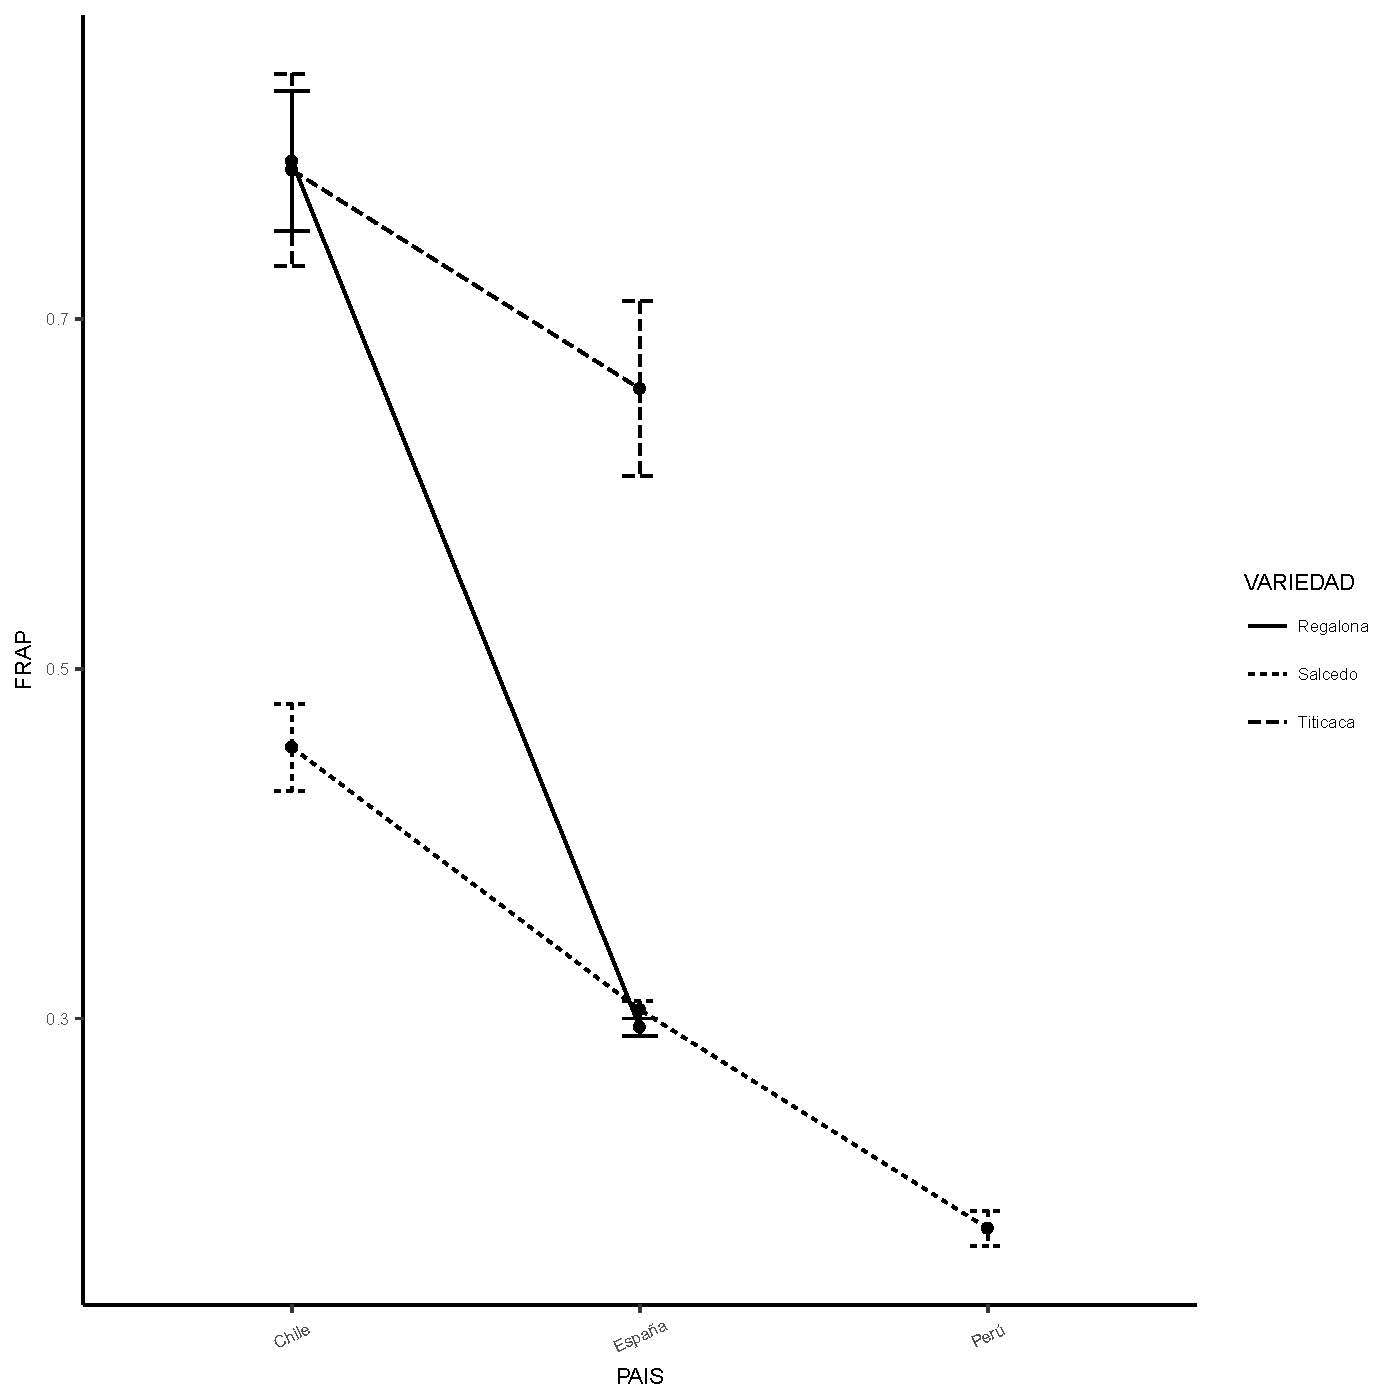 FRAP
0.7
0.5
0.3
Chile
España
Perú
PAIS
VARIEDAD
Regalona
Salcedo
Titicaca